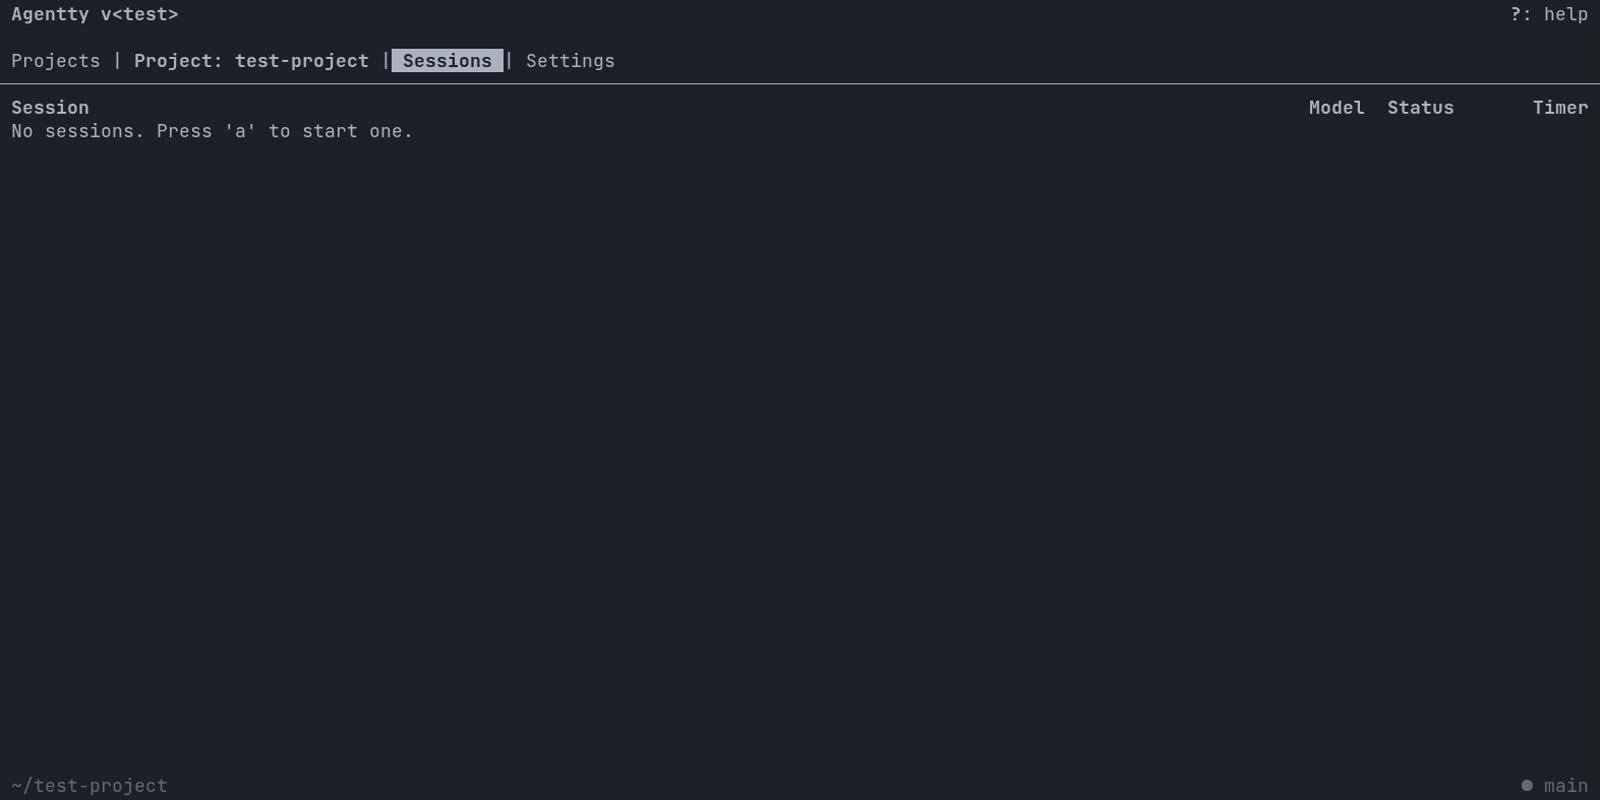 Agentty v<test> ?: help
Projects | Project: test-project | Sessions | Settings
Session Model Status Timer
No sessions. Press 'a' to start one.
~/test-project ● main